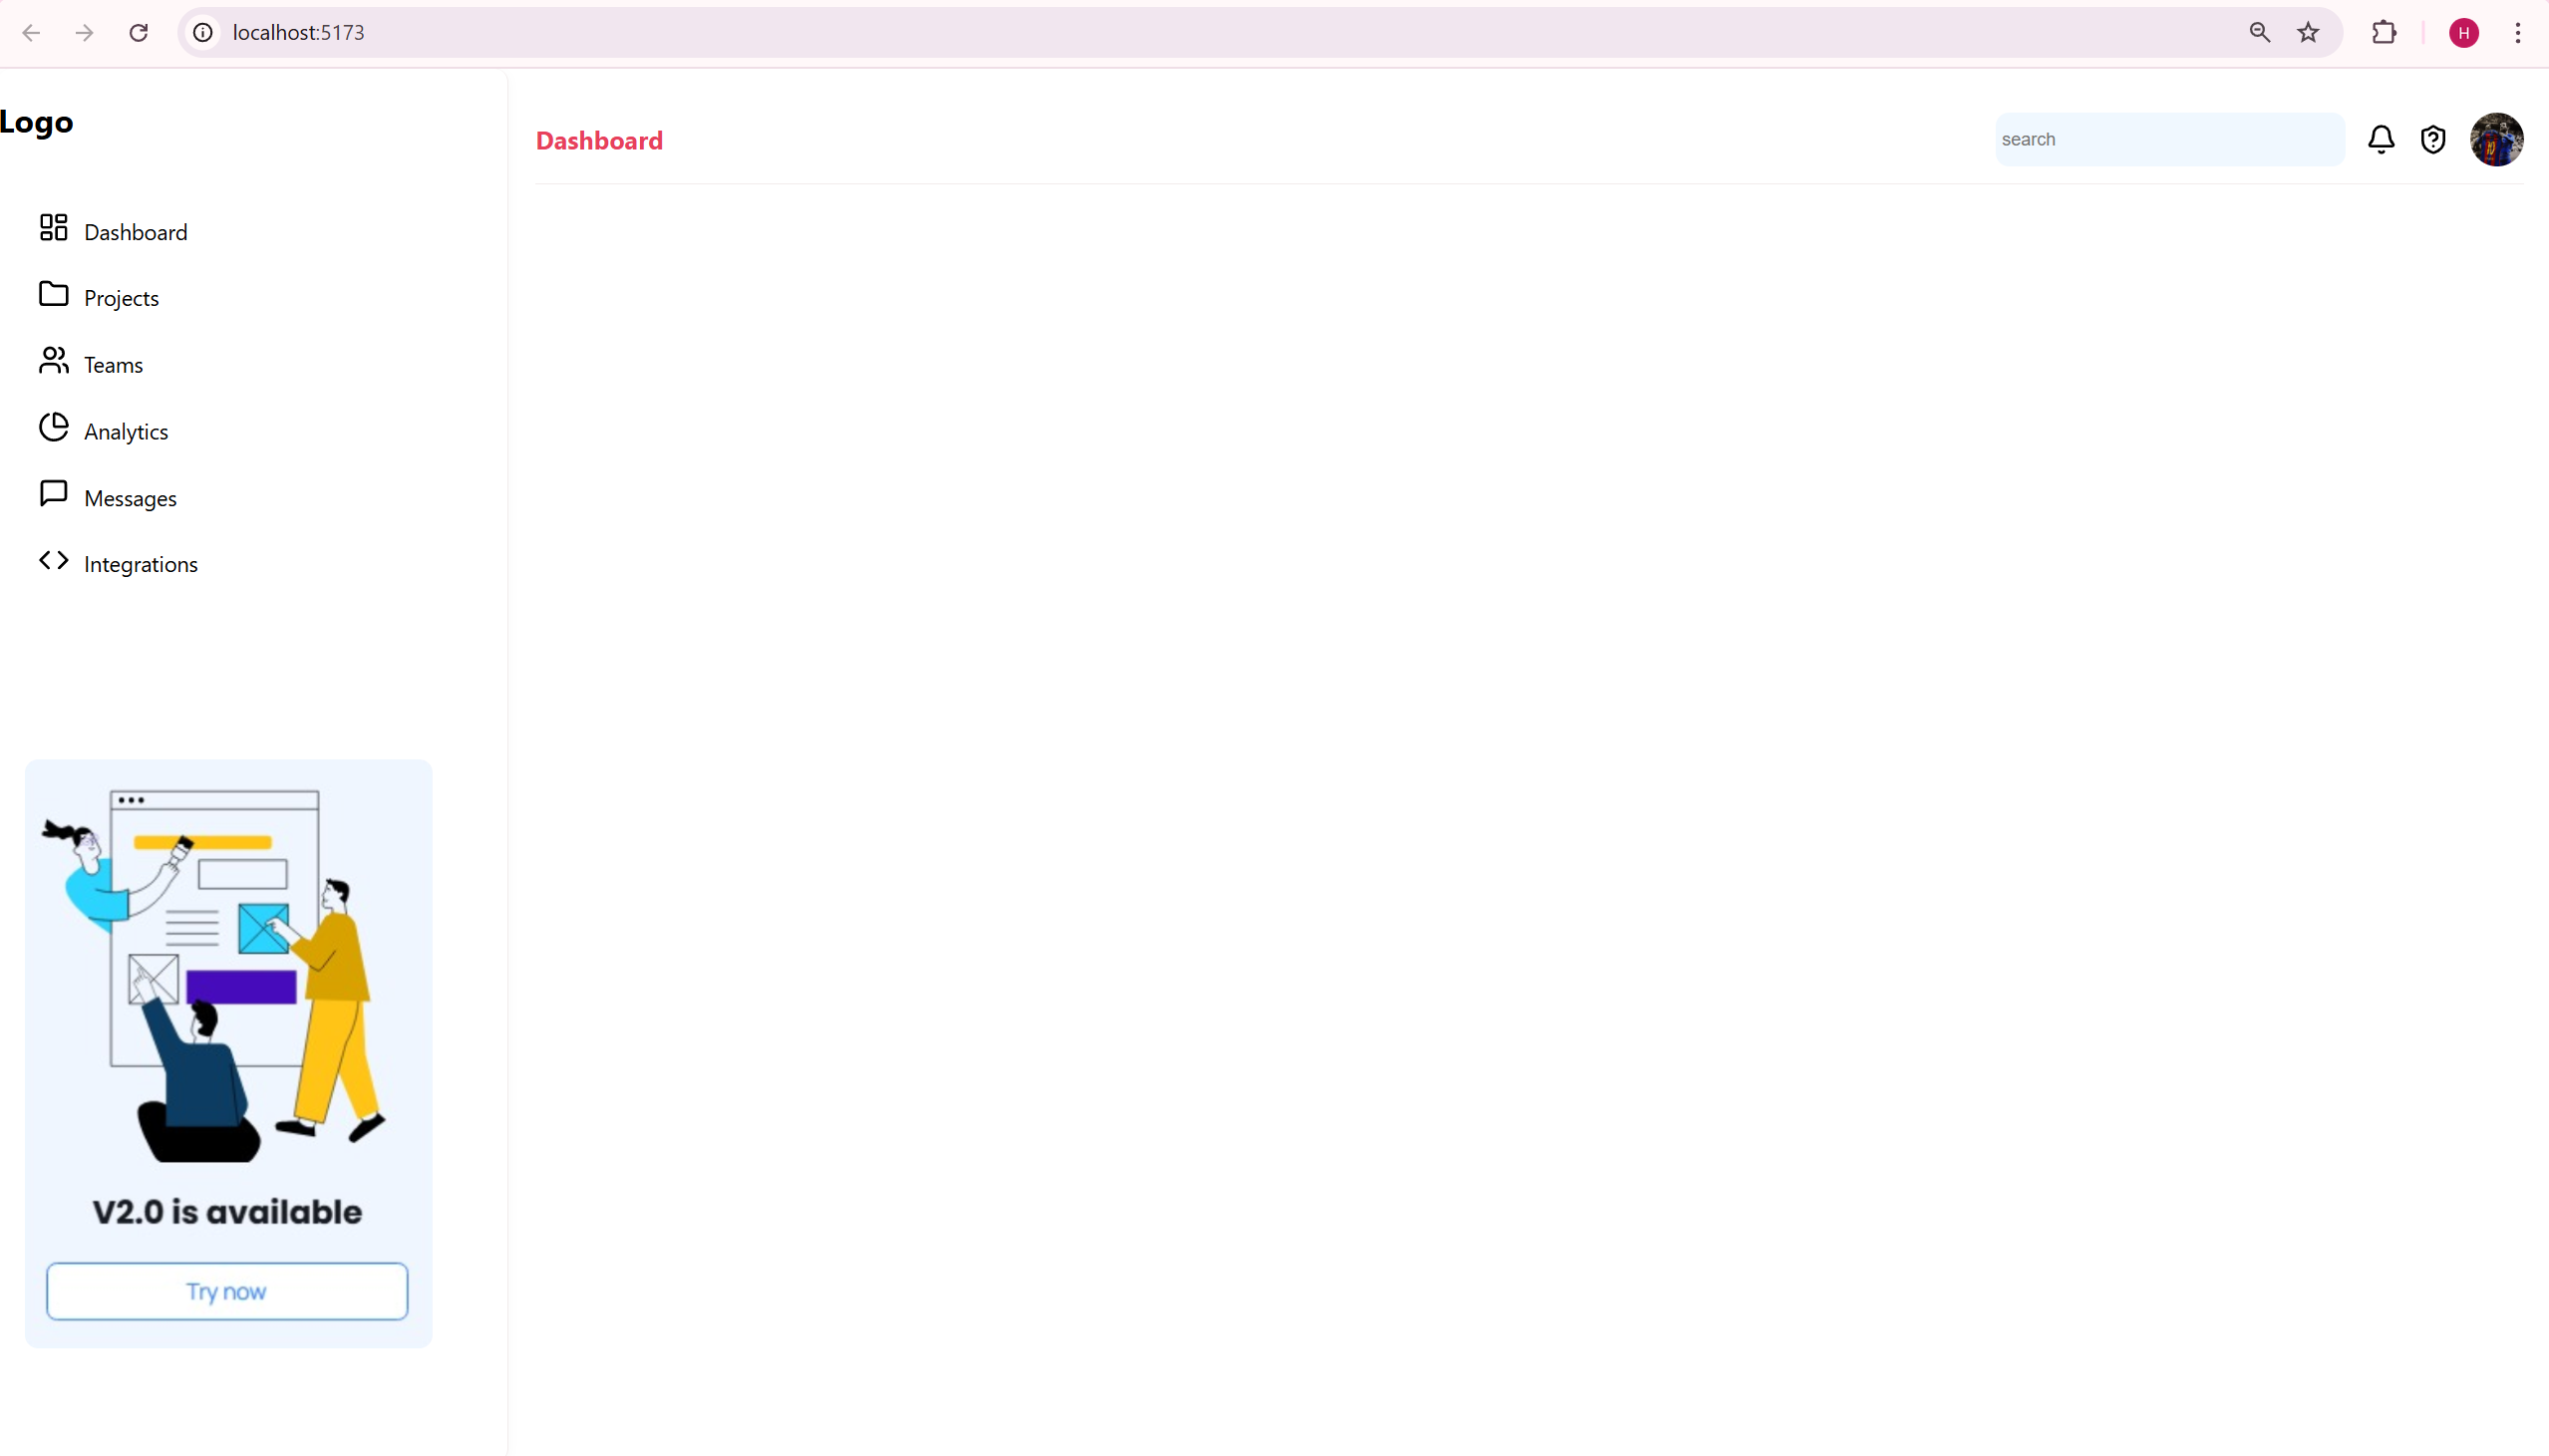 localhost:5173
H
Logo
Dashboard
search
Dashboard
Projects
Teams
Analytics
Messages
Integrations
V2.0 is available
Try now